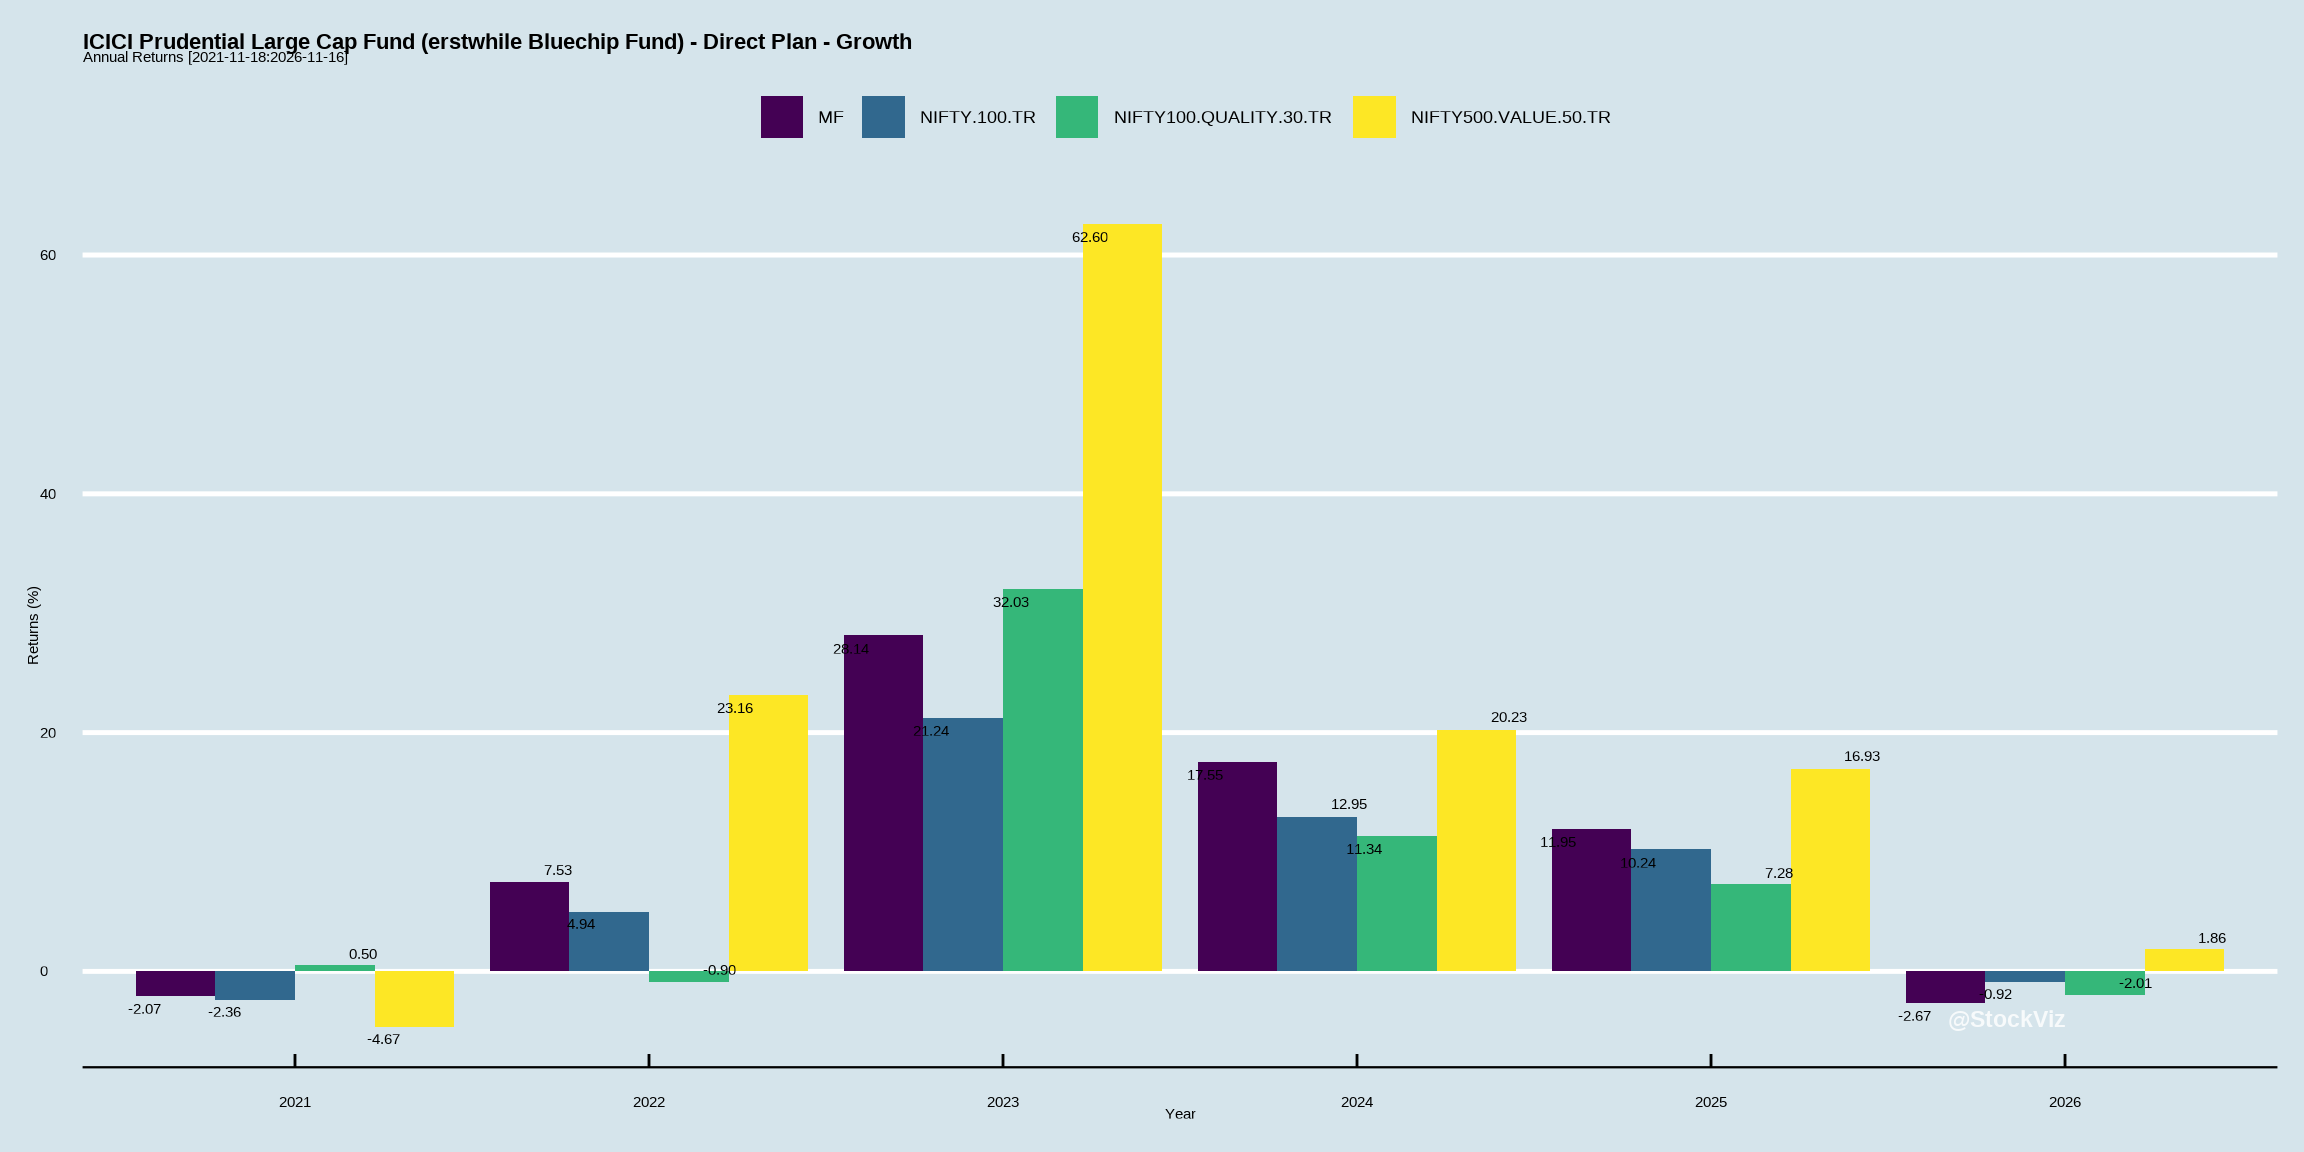 ICICI Prudential Large Cap Fund (erstwhile Bluechip Fund) - Direct Plan - Growth
Annual Returns [2021-11-18:2026-11-16]
MF NIFTY.100.TR NIFTY100.QUALITY.30.TR NIFTY500.VALUE.50.TR
Returns (%)
60
40
20
0
-2.07 -2.36 0.50 -4.67
7.53 4.94 -0.90 23.16
28.14 21.24 32.03 62.60
17.55 12.95 11.34 20.23
11.95 10.24 7.28 16.93
-2.67 -0.92 -2.01 1.86
@StockViz
2021 2022 2023 2024 2025 2026
Year